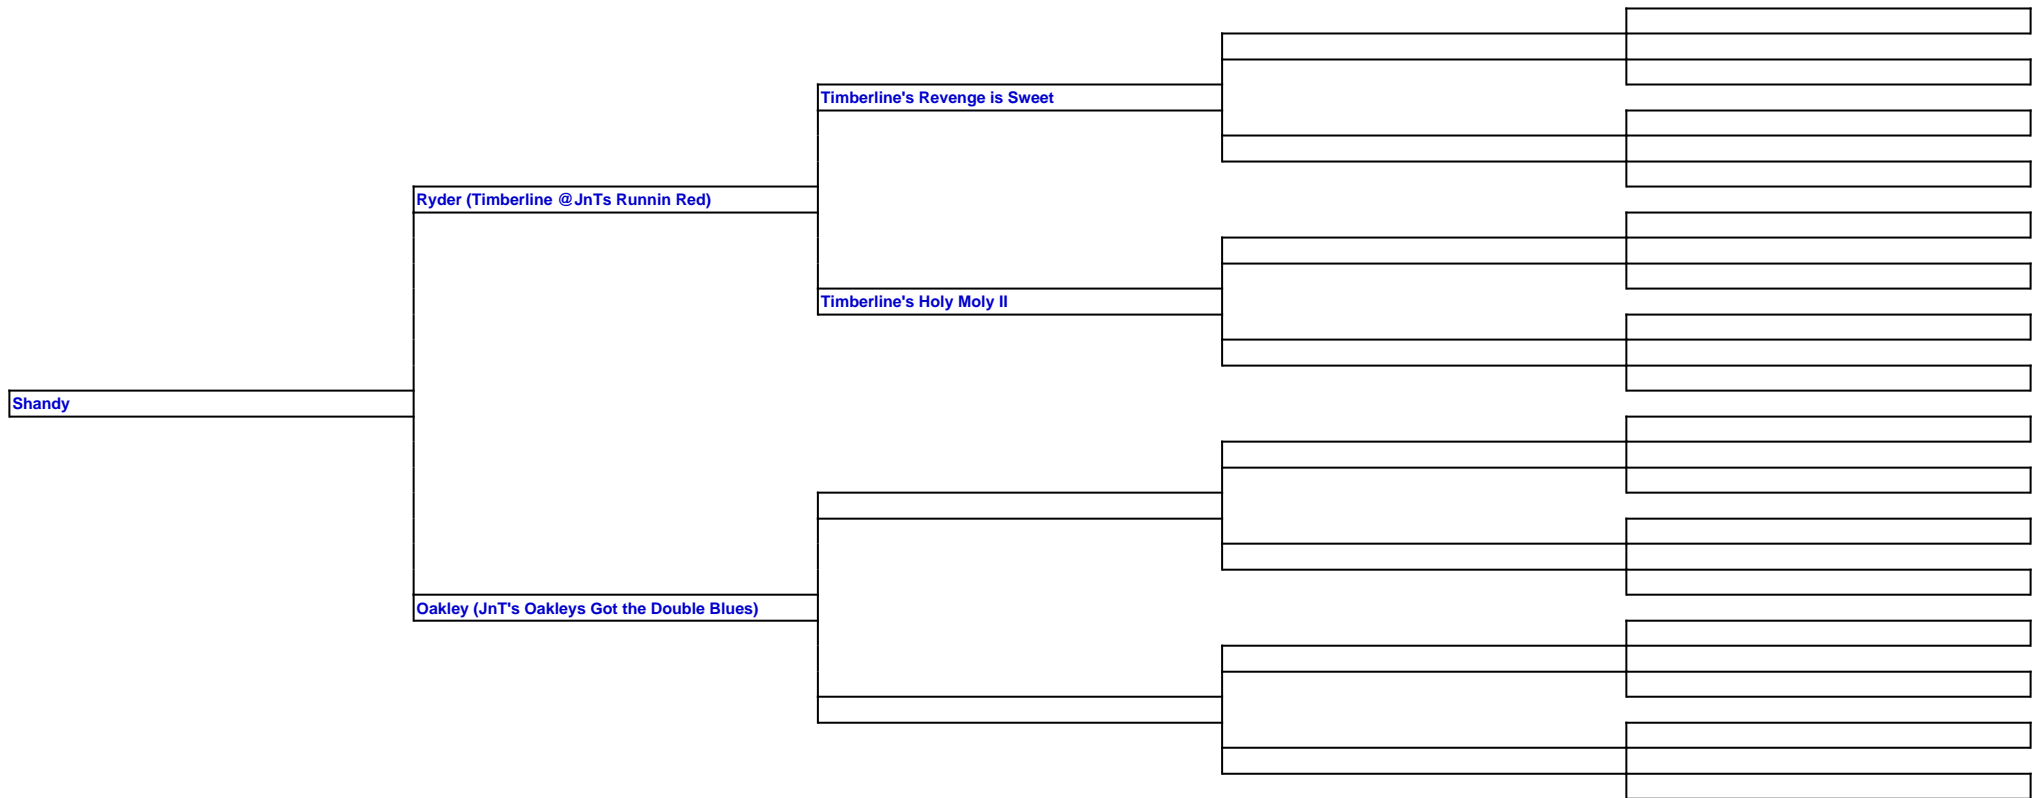 Timberline's Revenge is Sweet
Ryder (Timberline @JnTs Runnin Red)
Timberline's Holy Moly II
Shandy
Oakley (JnT's Oakleys Got the Double Blues)